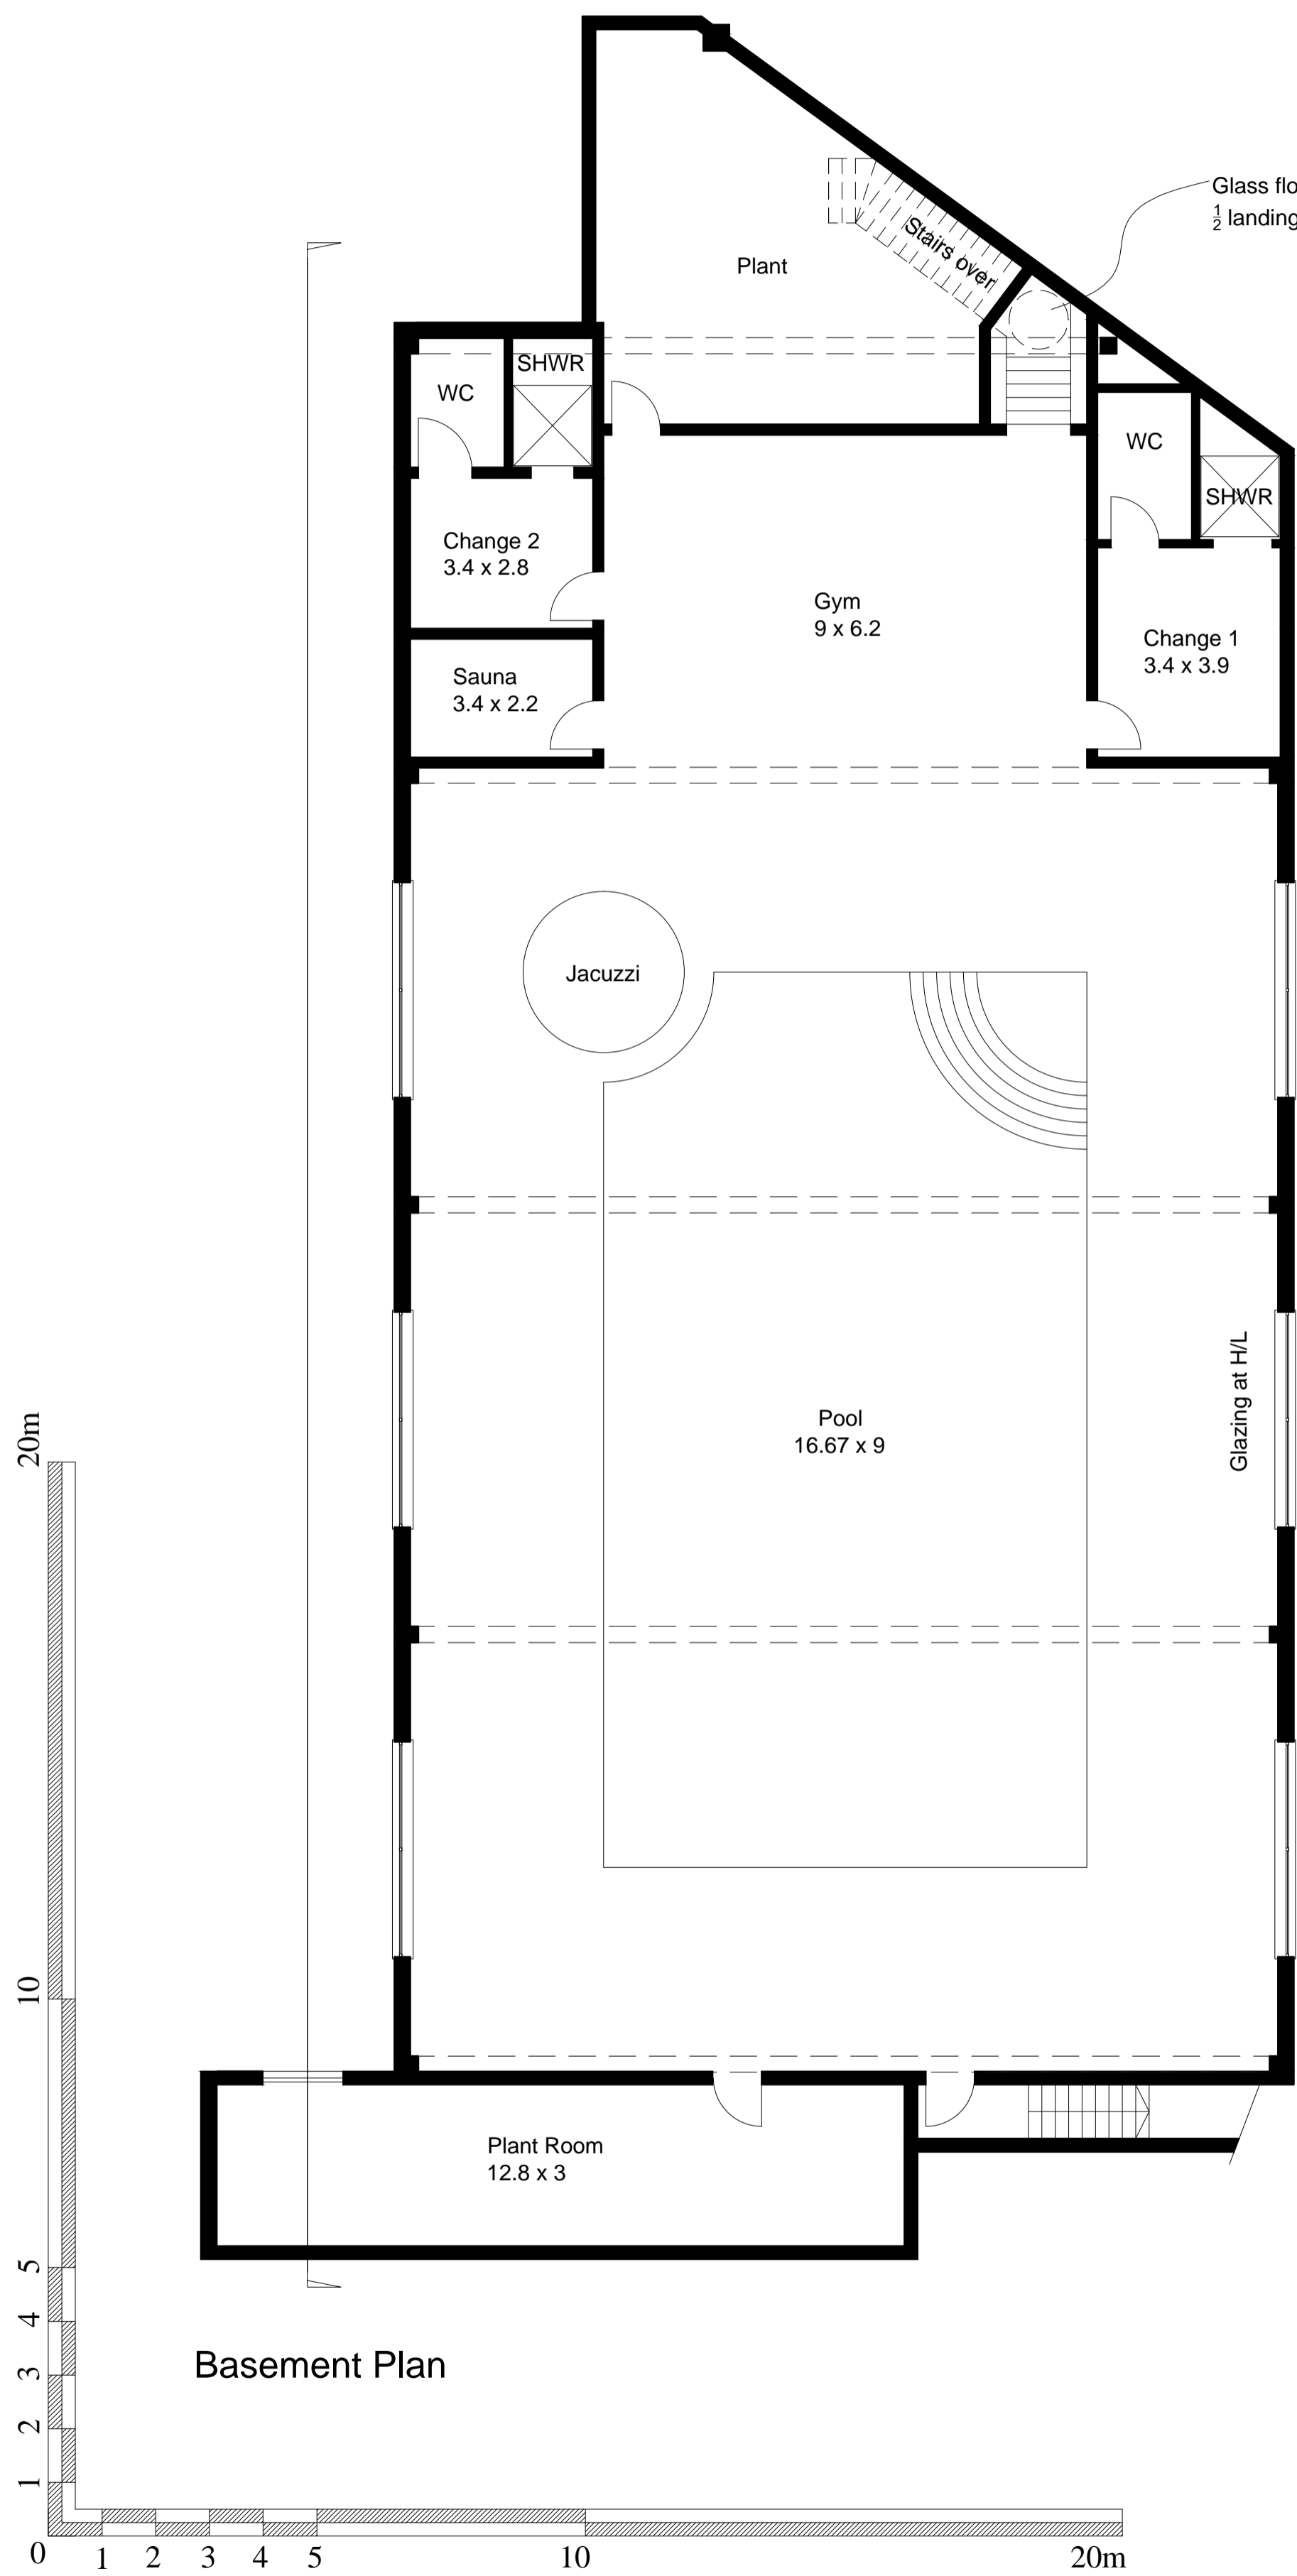 Glass flo
½ landing
Stairs over
Plant
SHWR
WC
WC
SHWR
Change 2
3.4 x 2.8
Gym
9 x 6.2
Change 1
3.4 x 3.9
Sauna
3.4 x 2.2
Jacuzzi
Glazing at H/L
Pool
16.67 x 9
20m
10
Plant Room
12.8 x 3
5
4
3
2
1
Basement Plan
0 1 2 3 4 5 10 20m